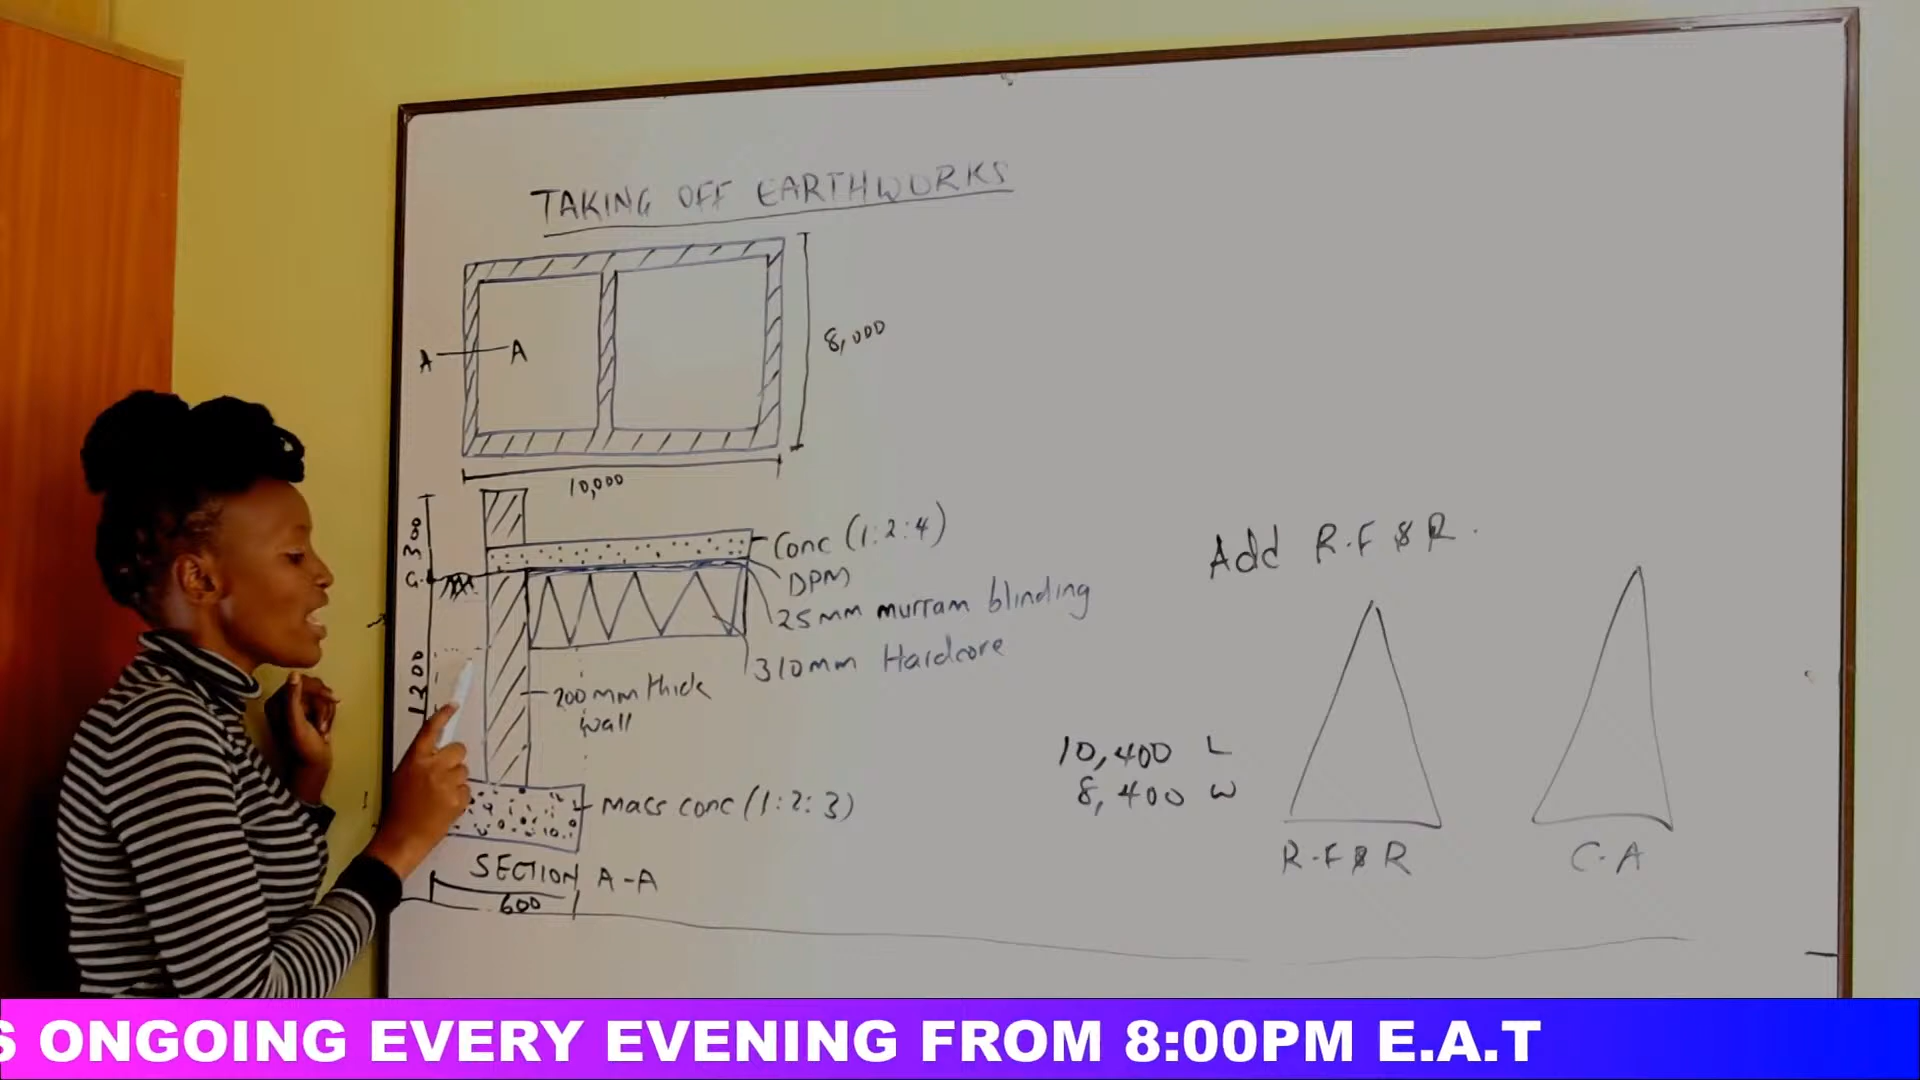 TAKING OFF EARTHWORKS
A
A
8,000
10,000
300
G.
1200
Conc (1:2:4)
DPM
25mm murram blinding
310mm Hardcore
200mm thick
wall
Mass conc (1:2:3)
SECTION A-A
600
Add R.F & R.
10,400 L
8,400 W
R.F & R
C.A
S ONGOING EVERY EVENING FROM 8:00PM E.A.T